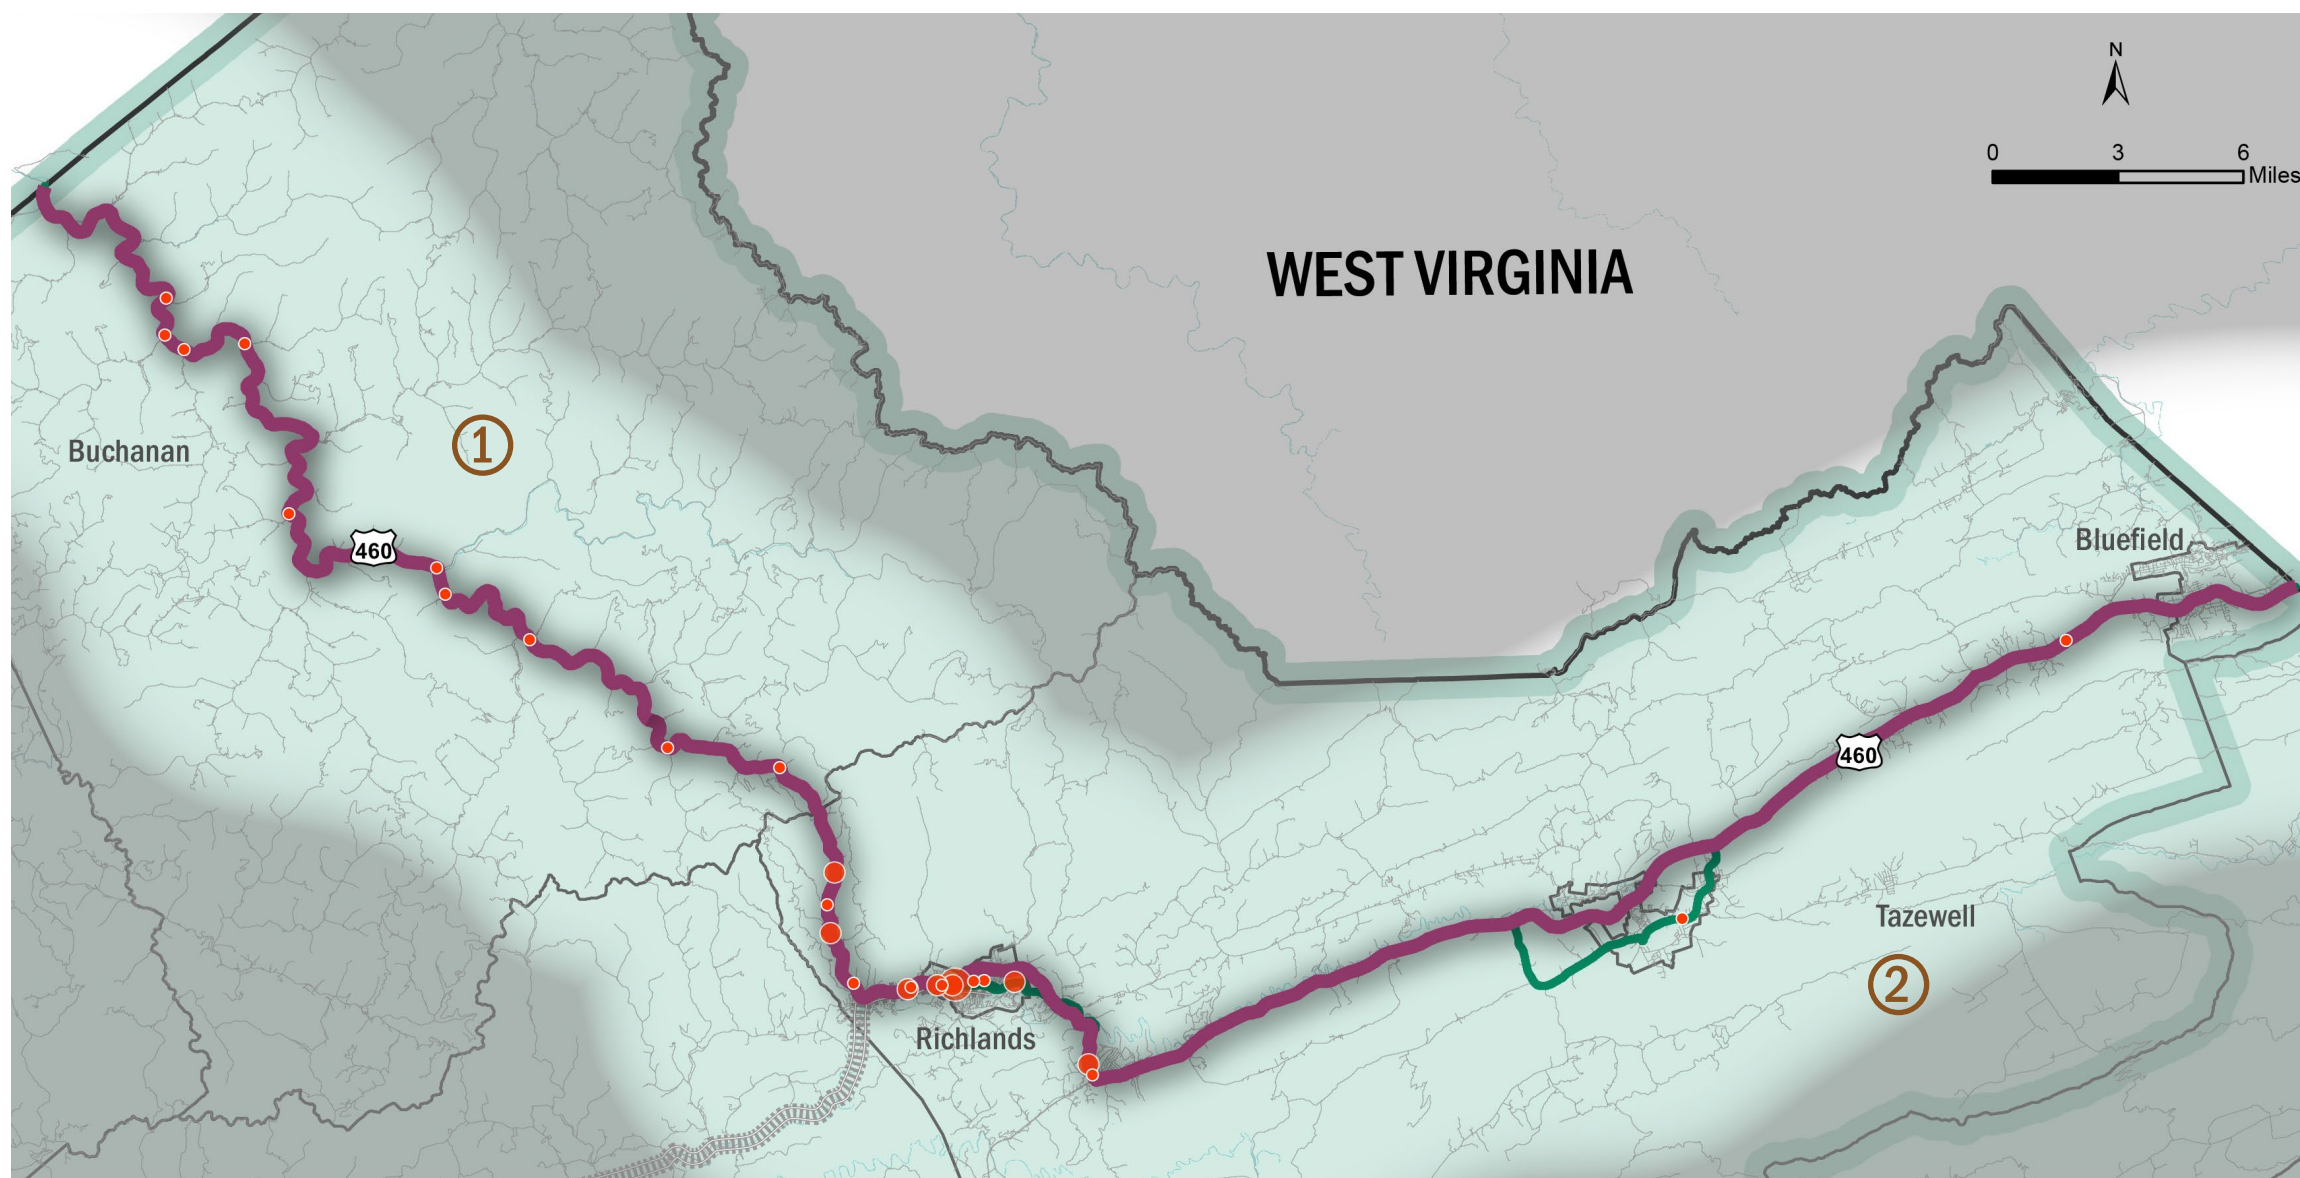 N
0 3 6
Miles
WEST VIRGINIA
Buchanan
1
460
Bluefield
460
Tazewell
2
Richlands